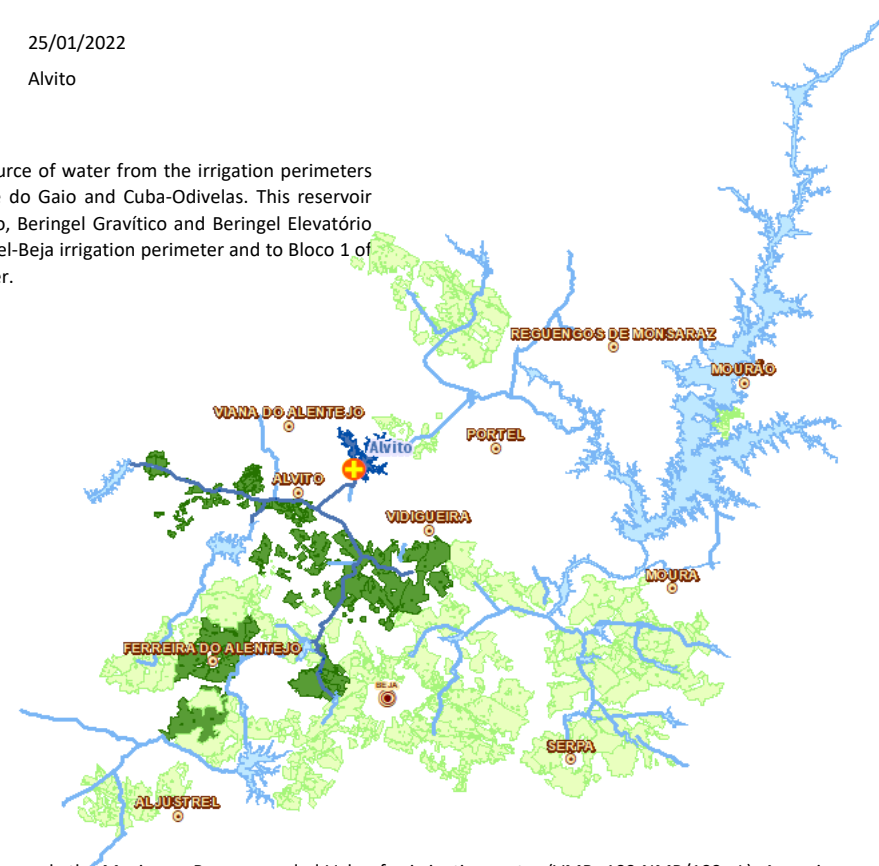 25/01/2022
Alvito
urce of water from the irrigation perimeters
do Gaio and Cuba-Odivelas. This reservoir
, Beringel Gravítico and Beringel Elevatório
el-Beja irrigation perimeter and to Bloco 1 of
er.
REGUENGOS DE MONSARAZ
MOURÃO
VIANA DO ALENTEJO
Alvito
PORTEL
ALVITO
VIDIGUEIRA
MOURA
FERREIRA DO ALENTEJO
BEJA
SERPA
ALJUSTREL